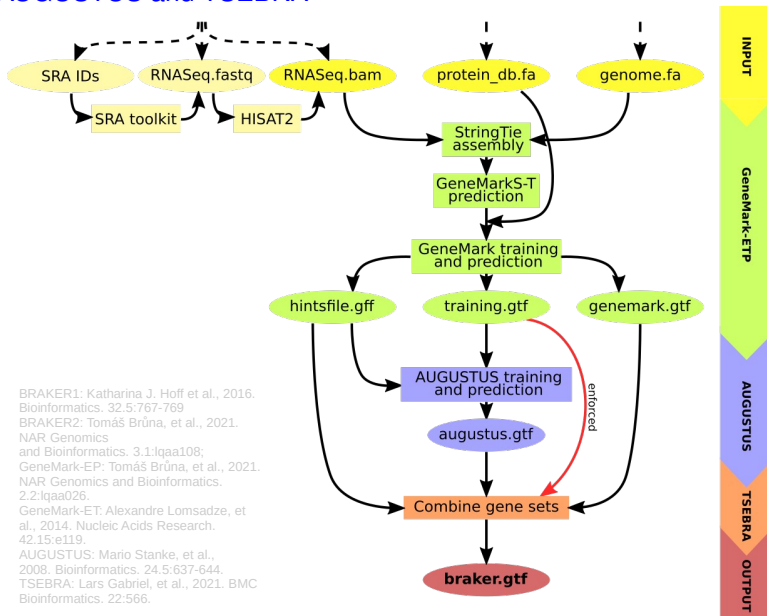 AUGUSTUS and TSEBRA
SRA IDs
RNASeq.fastq
RNASeq.bam
protein_db.fa
genome.fa
SRA toolkit
HISAT2
StringTie
assembly
GeneMarkS-T
prediction
GeneMark training
and prediction
hintsfile.gff
training.gtf
genemark.gtf
AUGUSTUS training
and prediction
enforced
augustus.gtf
Combine gene sets
braker.gtf
INPUT
GeneMark-ETP
AUGUSTUS
TSEBRA
OUTPUT
BRAKER1: Katharina J. Hoff et al., 2016.
Bioinformatics. 32.5:767-769
BRAKER2: Tomáš Brůna, et al., 2021.
NAR Genomics
and Bioinformatics. 3.1:lqaa108;
GeneMark-EP: Tomáš Brůna, et al., 2021.
NAR Genomics and Bioinformatics.
2.2:lqaa026.
GeneMark-ET: Alexandre Lomsadze, et
al., 2014. Nucleic Acids Research.
42.15:e119.
AUGUSTUS: Mario Stanke, et al.,
2008. Bioinformatics. 24.5:637-644.
TSEBRA: Lars Gabriel, et al., 2021. BMC
Bioinformatics. 22:566.